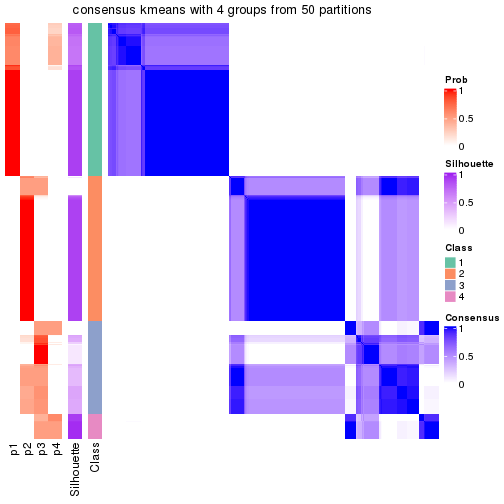 consensus kmeans with 4 groups from 50 partitions
Prob
1
0.5
0
Silhouette
1
0.5
0
Class
1
2
3
4
Consensus
1
0.5
0
p1
p2
p3
p4
Silhouette
Class